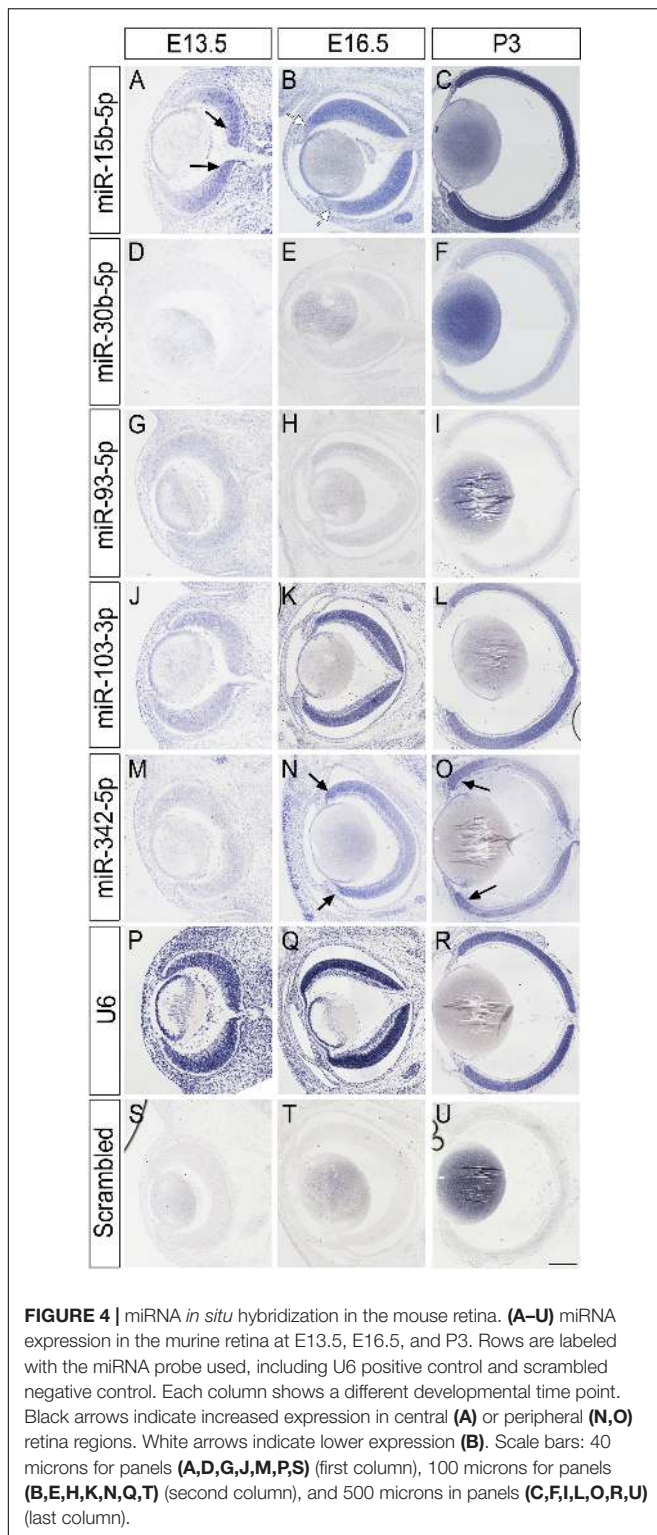 E13.5 E16.5 P3
miR-15b-5p
A B C
miR-30b-5p
D E F
miR-93-5p
G H I
miR-103-3p
J K L
miR-342-5p
M N O
U6
P Q R
Scrambled
S T U
FIGURE 4 | miRNA in situ hybridization in the mouse retina. (A–U) miRNA
expression in the murine retina at E13.5, E16.5, and P3. Rows are labeled
with the miRNA probe used, including U6 positive control and scrambled
negative control. Each column shows a different developmental time point.
Black arrows indicate increased expression in central (A) or peripheral (N,O)
retina regions. White arrows indicate lower expression (B). Scale bars: 40
microns for panels (A,D,G,J,M,P,S) (first column), 100 microns for panels
(B,E,H,K,N,Q,T) (second column), and 500 microns in panels (C,F,I,L,O,R,U)
(last column).